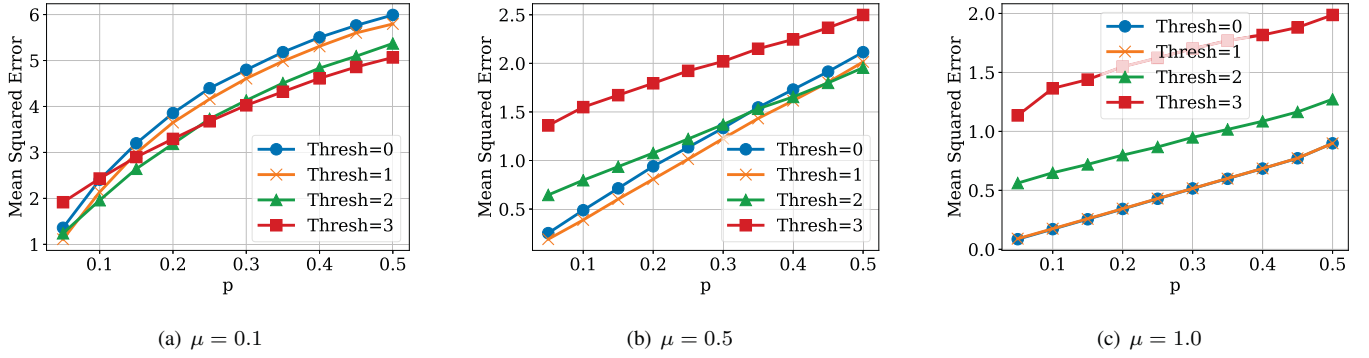 Mean Squared Error
6
5
4
3
2
1
0.1
0.2
0.3
0.4
0.5
p
Thresh=0
Thresh=1
Thresh=2
Thresh=3
(a) μ = 0.1
Mean Squared Error
2.5
2.0
1.5
1.0
0.5
0.1
0.2
0.3
0.4
0.5
p
Thresh=0
Thresh=1
Thresh=2
Thresh=3
(b) μ = 0.5
Mean Squared Error
2.0
1.5
1.0
0.5
0.0
0.1
0.2
0.3
0.4
0.5
p
Thresh=0
Thresh=1
Thresh=2
Thresh=3
(c) μ = 1.0